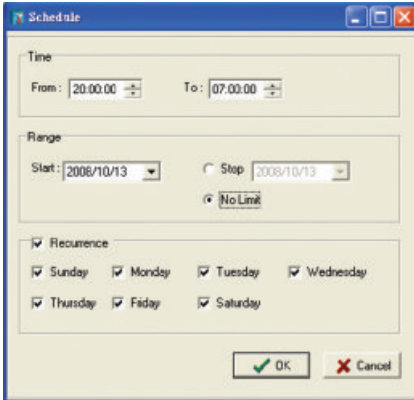 Schedule
Time
From: 20:00:00 To: 07:00:00
Range
Start: 2008/10/13 Stop 2008/10/13
No Limit
Recurrence
Sunday Monday Tuesday Wednesday
Thursday Friday Saturday
OK Cancel